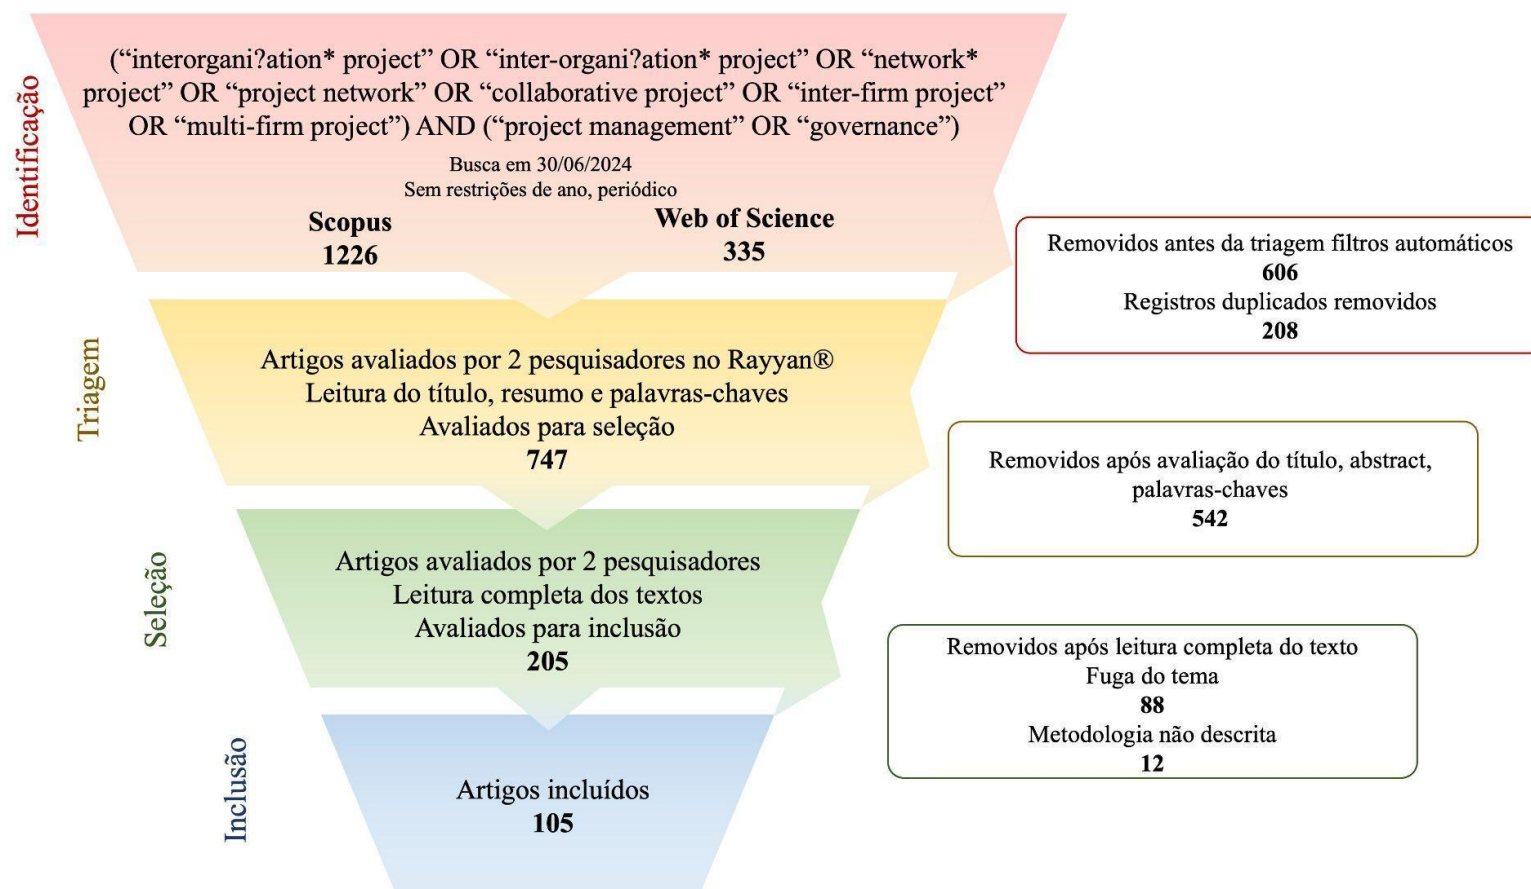 Identificação
(“interorgani?ation* project” OR “inter-organi?ation* project” OR “network*
project” OR “project network” OR “collaborative project” OR “inter-firm project”
OR “multi-firm project”) AND (“project management” OR “governance”)
Busca em 30/06/2024
Sem restrições de ano, periódico
Scopus
1226
Web of Science
335
Removidos antes da triagem filtros automáticos
606
Registros duplicados removidos
208
Triagem
Artigos avaliados por 2 pesquisadores no Rayyan®
Leitura do título, resumo e palavras-chaves
Avaliados para seleção
747
Removidos após avaliação do título, abstract,
palavras-chaves
542
Seleção
Artigos avaliados por 2 pesquisadores
Leitura completa dos textos
Avaliados para inclusão
205
Removidos após leitura completa do texto
Fuga do tema
88
Metodologia não descrita
12
Inclusão
Artigos incluídos
105